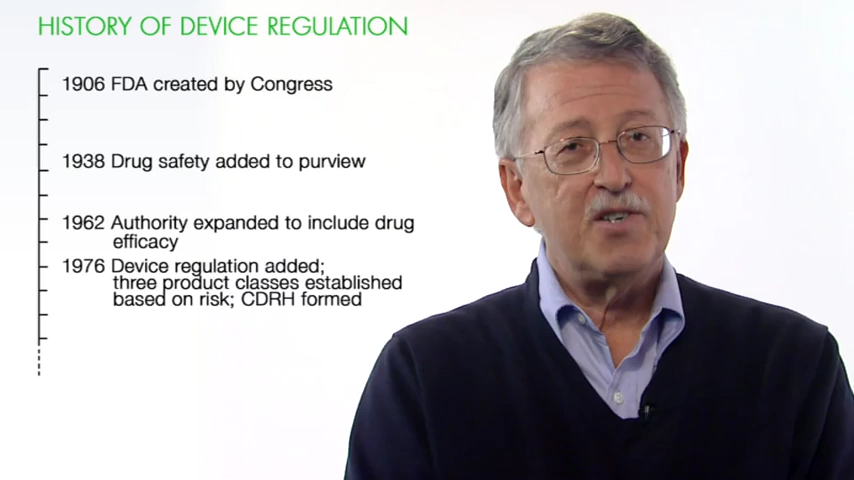 HISTORY OF DEVICE REGULATION
1906 FDA created by Congress
1938 Drug safety added to purview
1962 Authority expanded to include drug
efficacy
1976 Device regulation added;
three product classes established
based on risk; CDRH formed